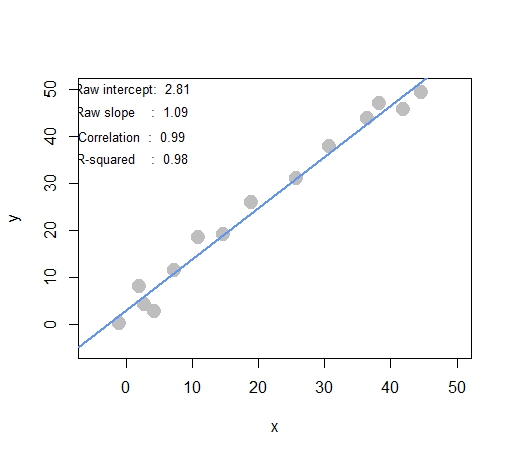 Raw intercept: 2.81
Raw slope : 1.09
Correlation : 0.99
R-squared : 0.98
50
40
30
20
10
0
y
0 10 20 30 40 50
x